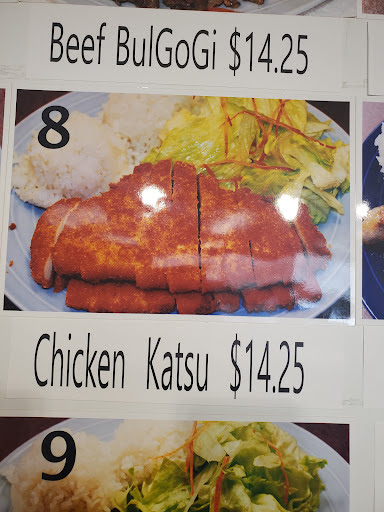 Beef BulGoGi $14.25
8
Chicken Katsu $14.25
9